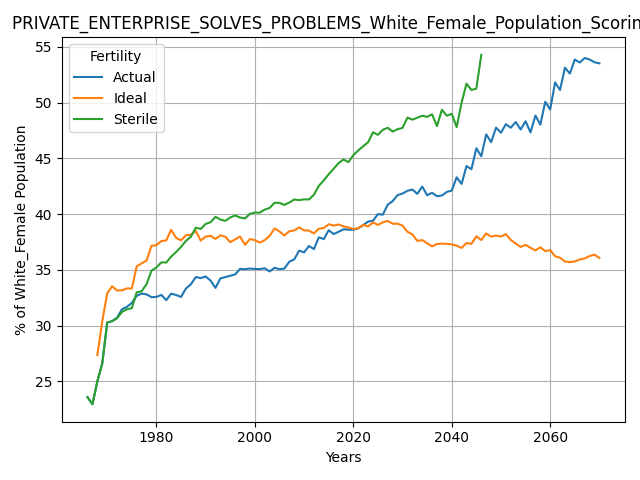 PRIVATE_ENTERPRISE_SOLVES_PROBLEMS_White_Female_Population_Scorin
Fertility
Actual
Ideal
Sterile
% of White_Female Population
55
50
45
40
35
30
25
1980
2000
2020
2040
2060
Years